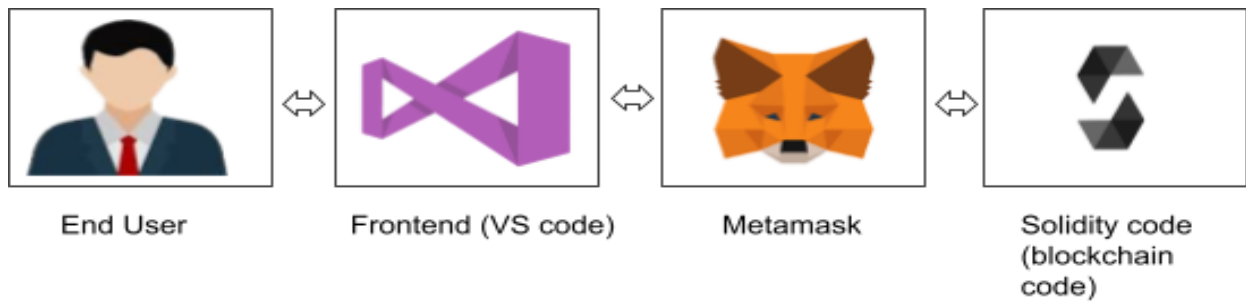 End User
Frontend (VS code)
Metamask
Solidity code
(blockchain
code)